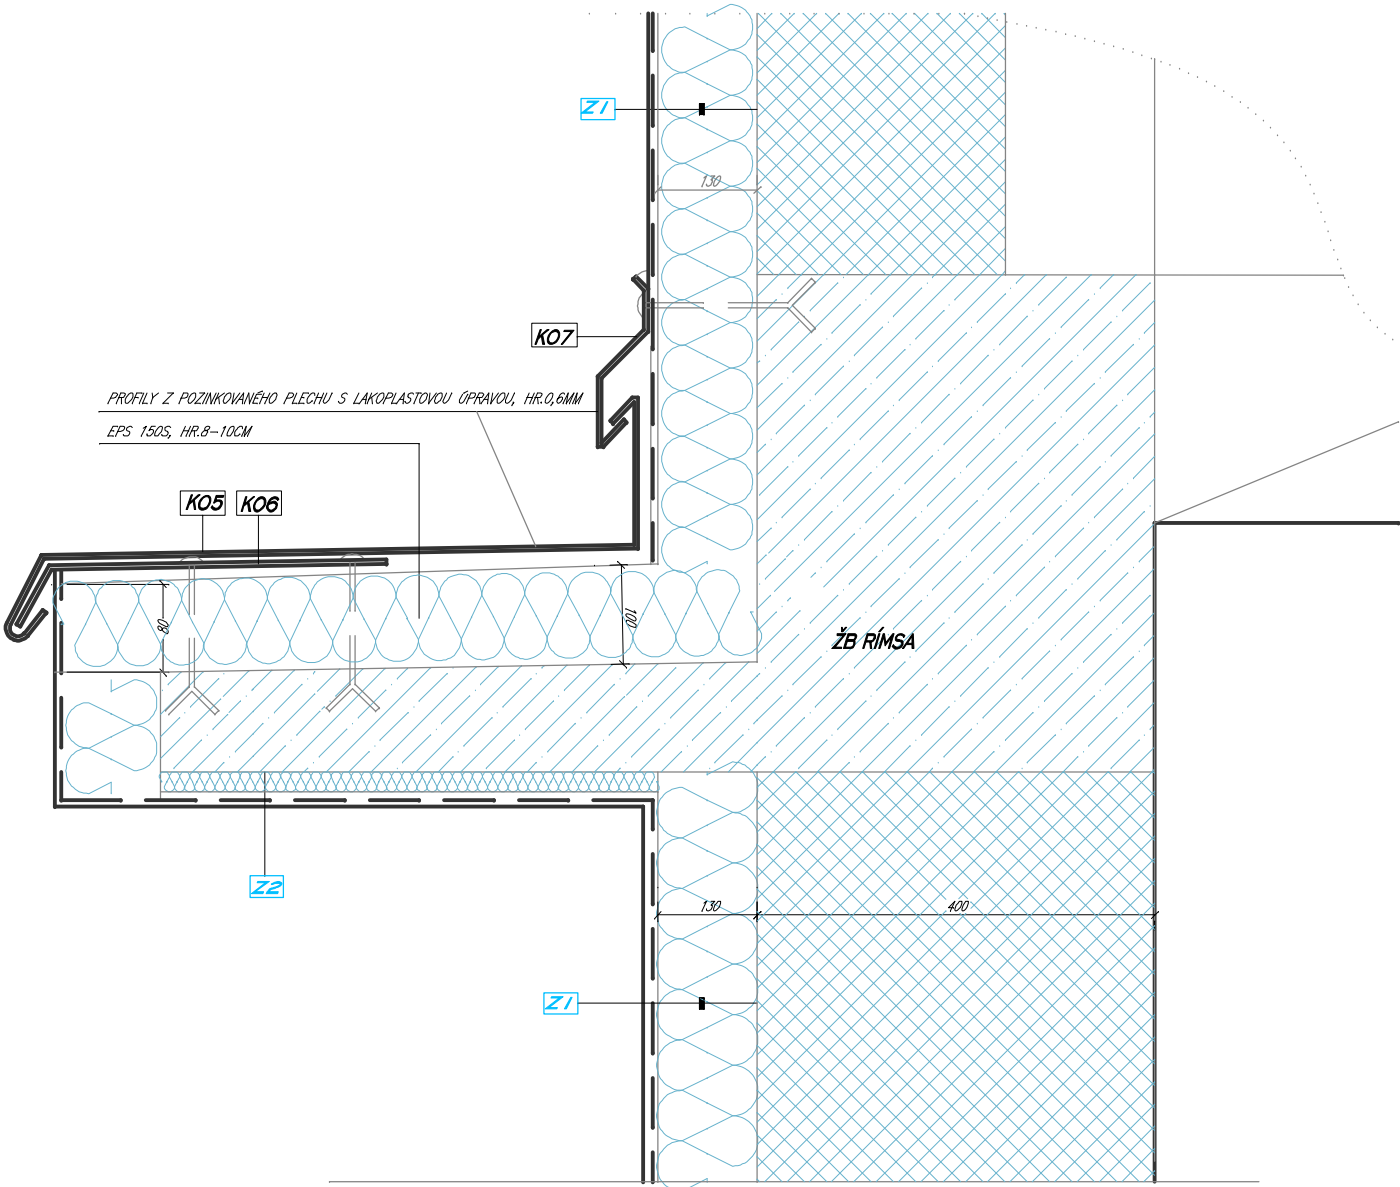 Z1
130
K07
PROFILY Z POZINKOVANÉHO PLECHU S LAKOPLASTOVOU ÚPRAVOU, HR.0,6MM
EPS 150S, HR.8-10CM
K05 K06
80
100
ŽB RÍMSA
Z2
130
400
Z1